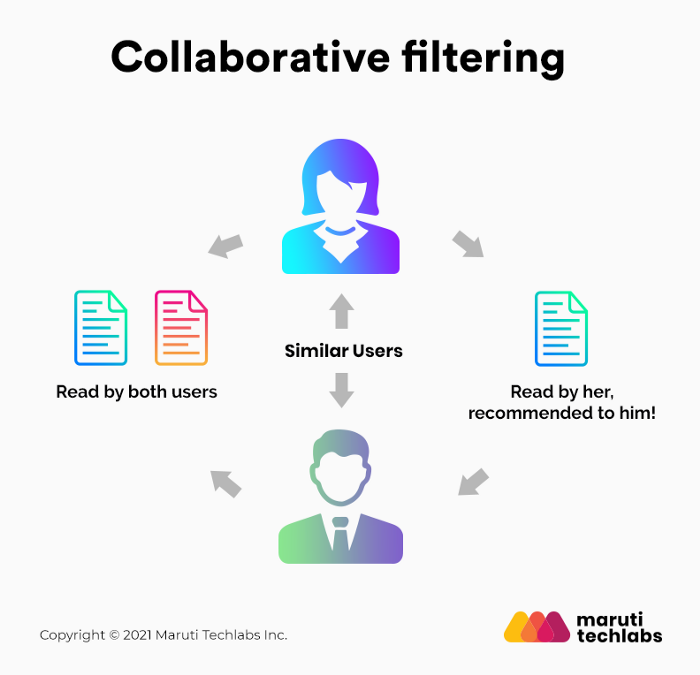 Collaborative filtering
Similar Users
Read by both users
Read by her,
recommended to him!
Copyright © 2021 Maruti Techlabs Inc.
maruti
techlabs